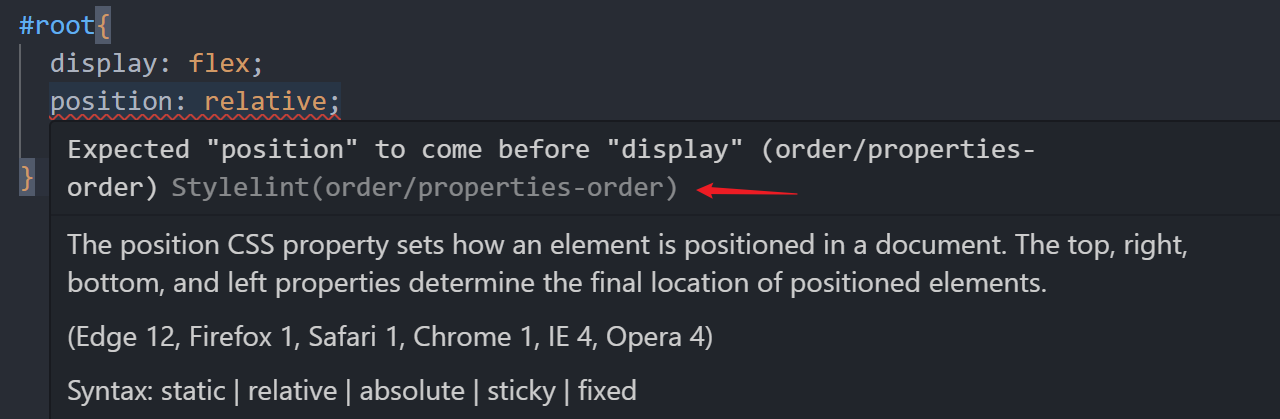 #root{
display: flex;
position: relative;
Expected "position" to come before "display" (order/properties-
order) Stylelint(order/properties-order)
}
The position CSS property sets how an element is positioned in a document. The top, right,
bottom, and left properties determine the final location of positioned elements.
(Edge 12, Firefox 1, Safari 1, Chrome 1, IE 4, Opera 4)
Syntax: static | relative | absolute | sticky | fixed